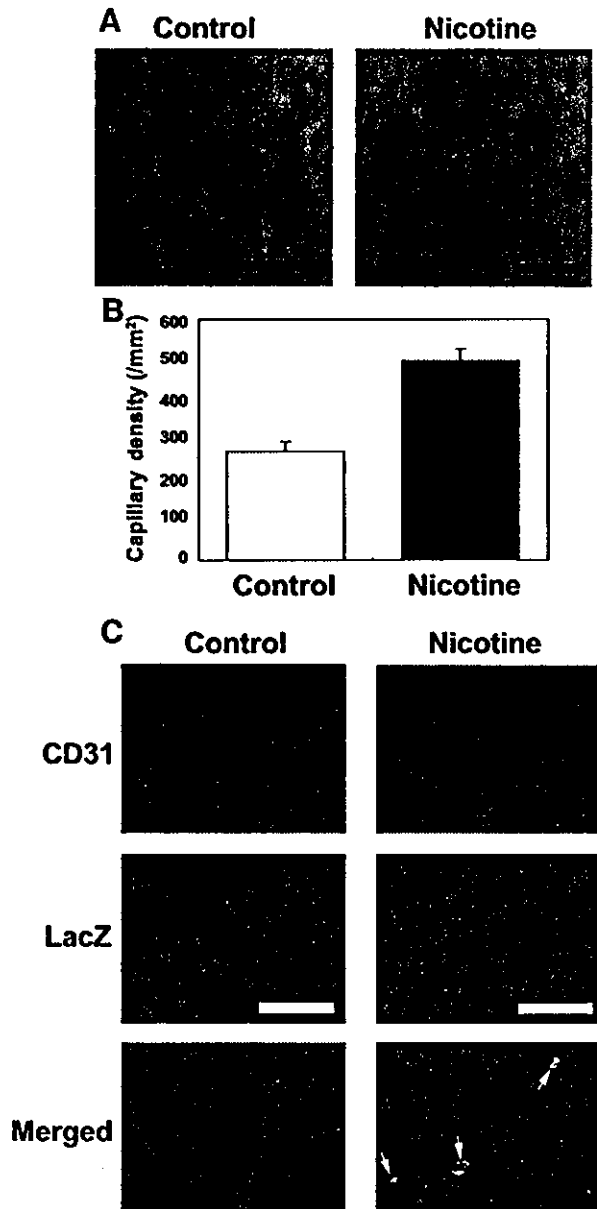 A
Control Nicotine
B
Capillary density (/mm²)
600
500
400
300
200
100
0
Control Nicotine
C
Control Nicotine
CD31
LacZ
Merged